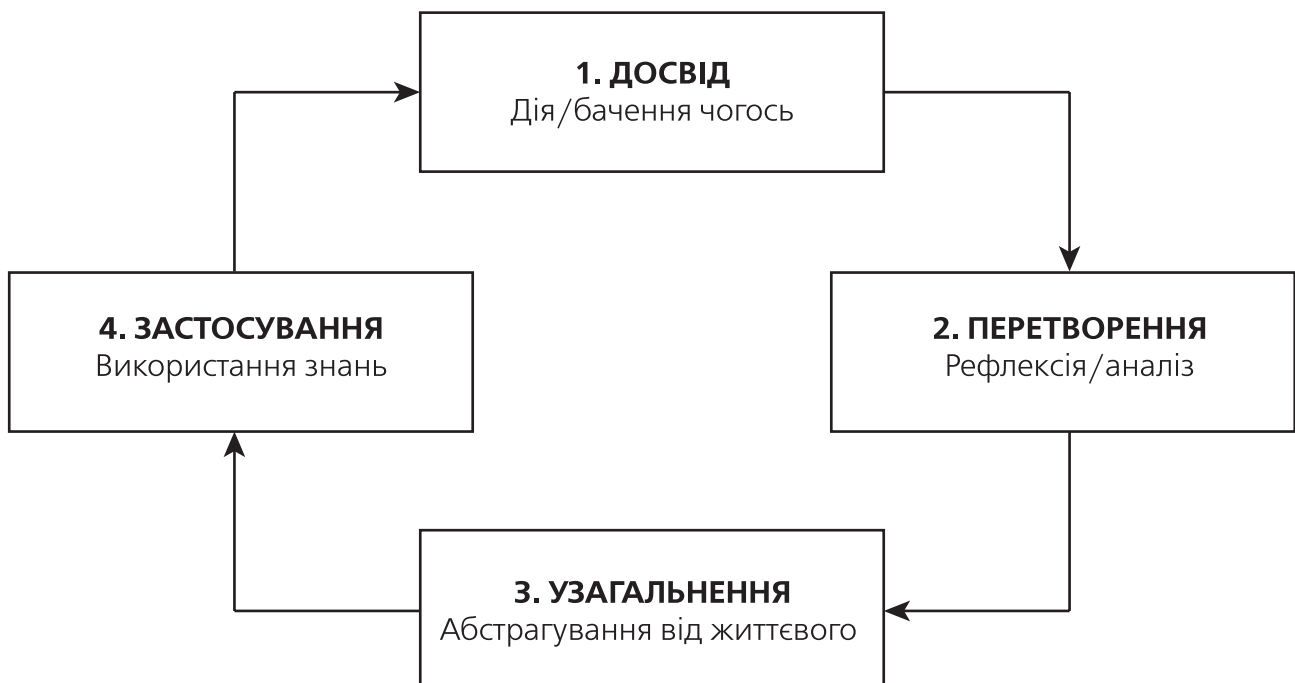 1. ДОСВІД
Дія/бачення чогось
2. ПЕРЕТВОРЕННЯ
Рефлексія/аналіз
3. УЗАГАЛЬНЕННЯ
Абстрагування від життєвого
4. ЗАСТОСУВАННЯ
Використання знань